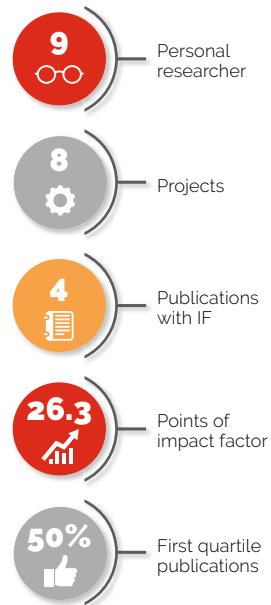 9
Personal
researcher
8
Projects
4
Publications
with IF
26.3
Points of
impact factor
50%
First quartile
publications